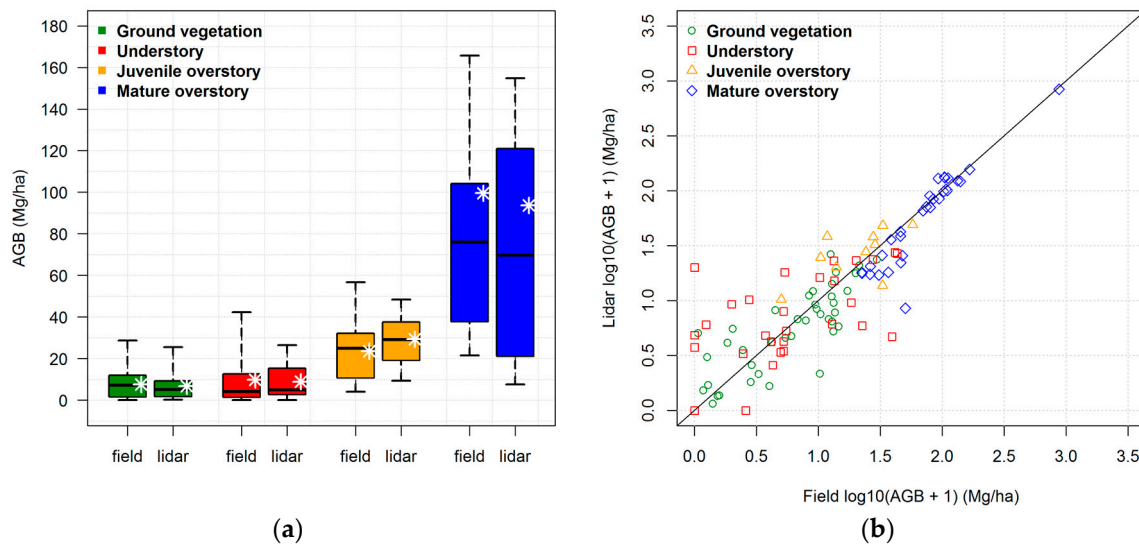 Ground vegetation
Understory
Juvenile overstory
Mature overstory
AGB (Mg/ha)
180
160
140
120
100
80
60
40
20
0
field lidar field lidar field lidar field lidar
(a)
Ground vegetation
Understory
Juvenile overstory
Mature overstory
Lidar log10(AGB + 1) (Mg/ha)
3.5
3.0
2.5
2.0
1.5
1.0
0.5
0.0
0.0 0.5 1.0 1.5 2.0 2.5 3.0 3.5
Field log10(AGB + 1) (Mg/ha)
(b)